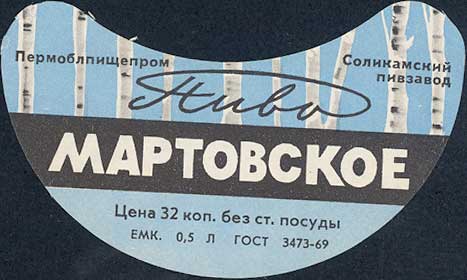 Пермоблпищепром
Соликамский
пивзавод
Пиво
МАРТОВСКОЕ
Цена 32 коп. без ст. посуды
ЕМК. 0,5 Л ГОСТ 3473-69